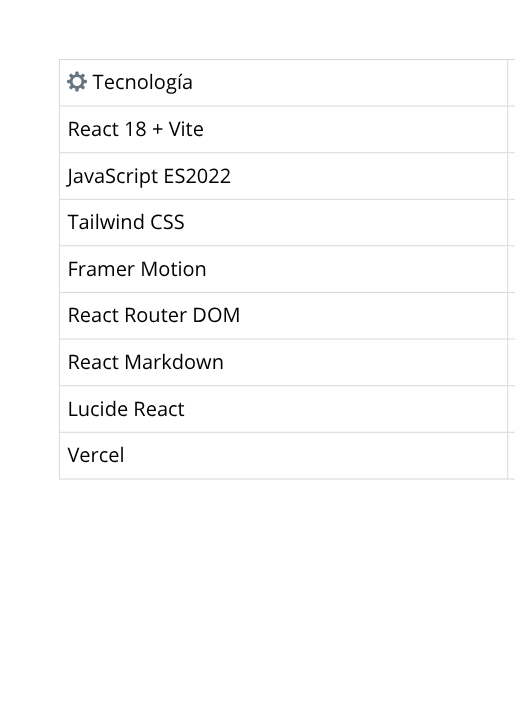 ⚙ Tecnología
React 18 + Vite
JavaScript ES2022
Tailwind CSS
Framer Motion
React Router DOM
React Markdown
Lucide React
Vercel